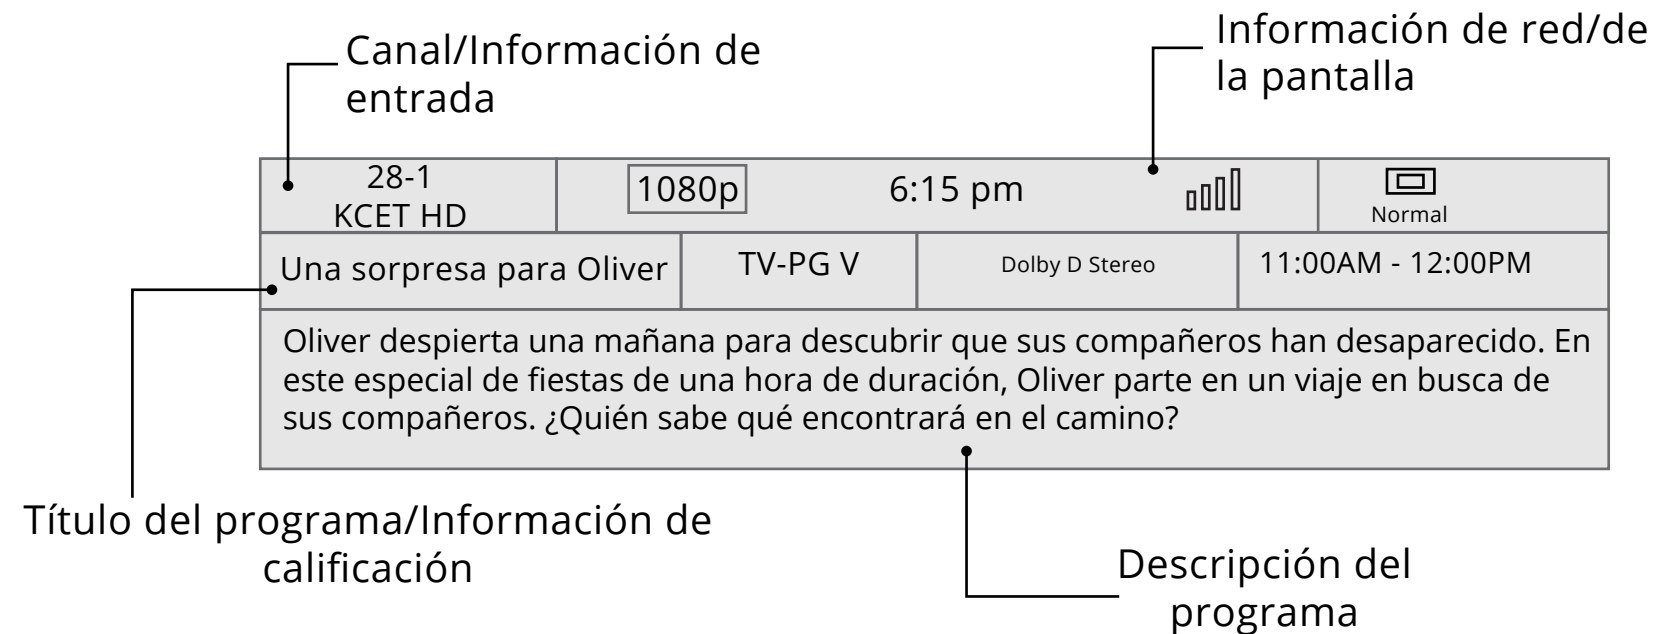 Canal/Información de
entrada
Información de red/de
la pantalla
28-1
KCET HD
1080p
6:15 pm
Normal
Una sorpresa para Oliver
TV-PG V
Dolby D Stereo
11:00AM - 12:00PM
Oliver despierta una mañana para descubrir que sus compañeros han desaparecido. En
este especial de fiestas de una hora de duración, Oliver parte en un viaje en busca de
sus compañeros. ¿Quién sabe qué encontrará en el camino?
Título del programa/Información de
calificación
Descripción del
programa